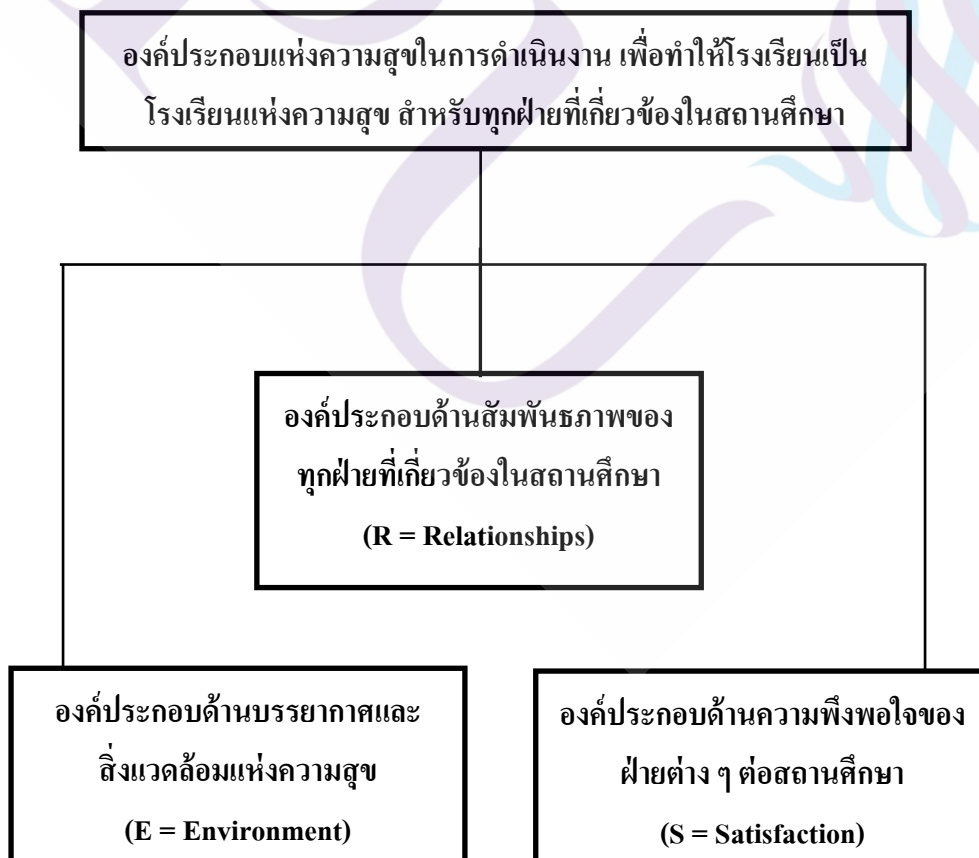 องค์ประกอบแห่งความสุขในการดำเนินงาน เพื่อทำให้โรงเรียนเป็น
โรงเรียนแห่งความสุข สำหรับทุกฝ่ายที่เกี่ยวข้องในสถานศึกษา
องค์ประกอบด้านสัมพันธภาพของ
ทุกฝ่ายที่เกี่ยวข้องในสถานศึกษา
(R = Relationships)
องค์ประกอบด้านบรรยากาศและ
สิ่งแวดล้อมแห่งความสุข
(E = Environment)
องค์ประกอบด้านความพึงพอใจของ
ฝ่ายต่าง ๆ ต่อสถานศึกษา
(S = Satisfaction)